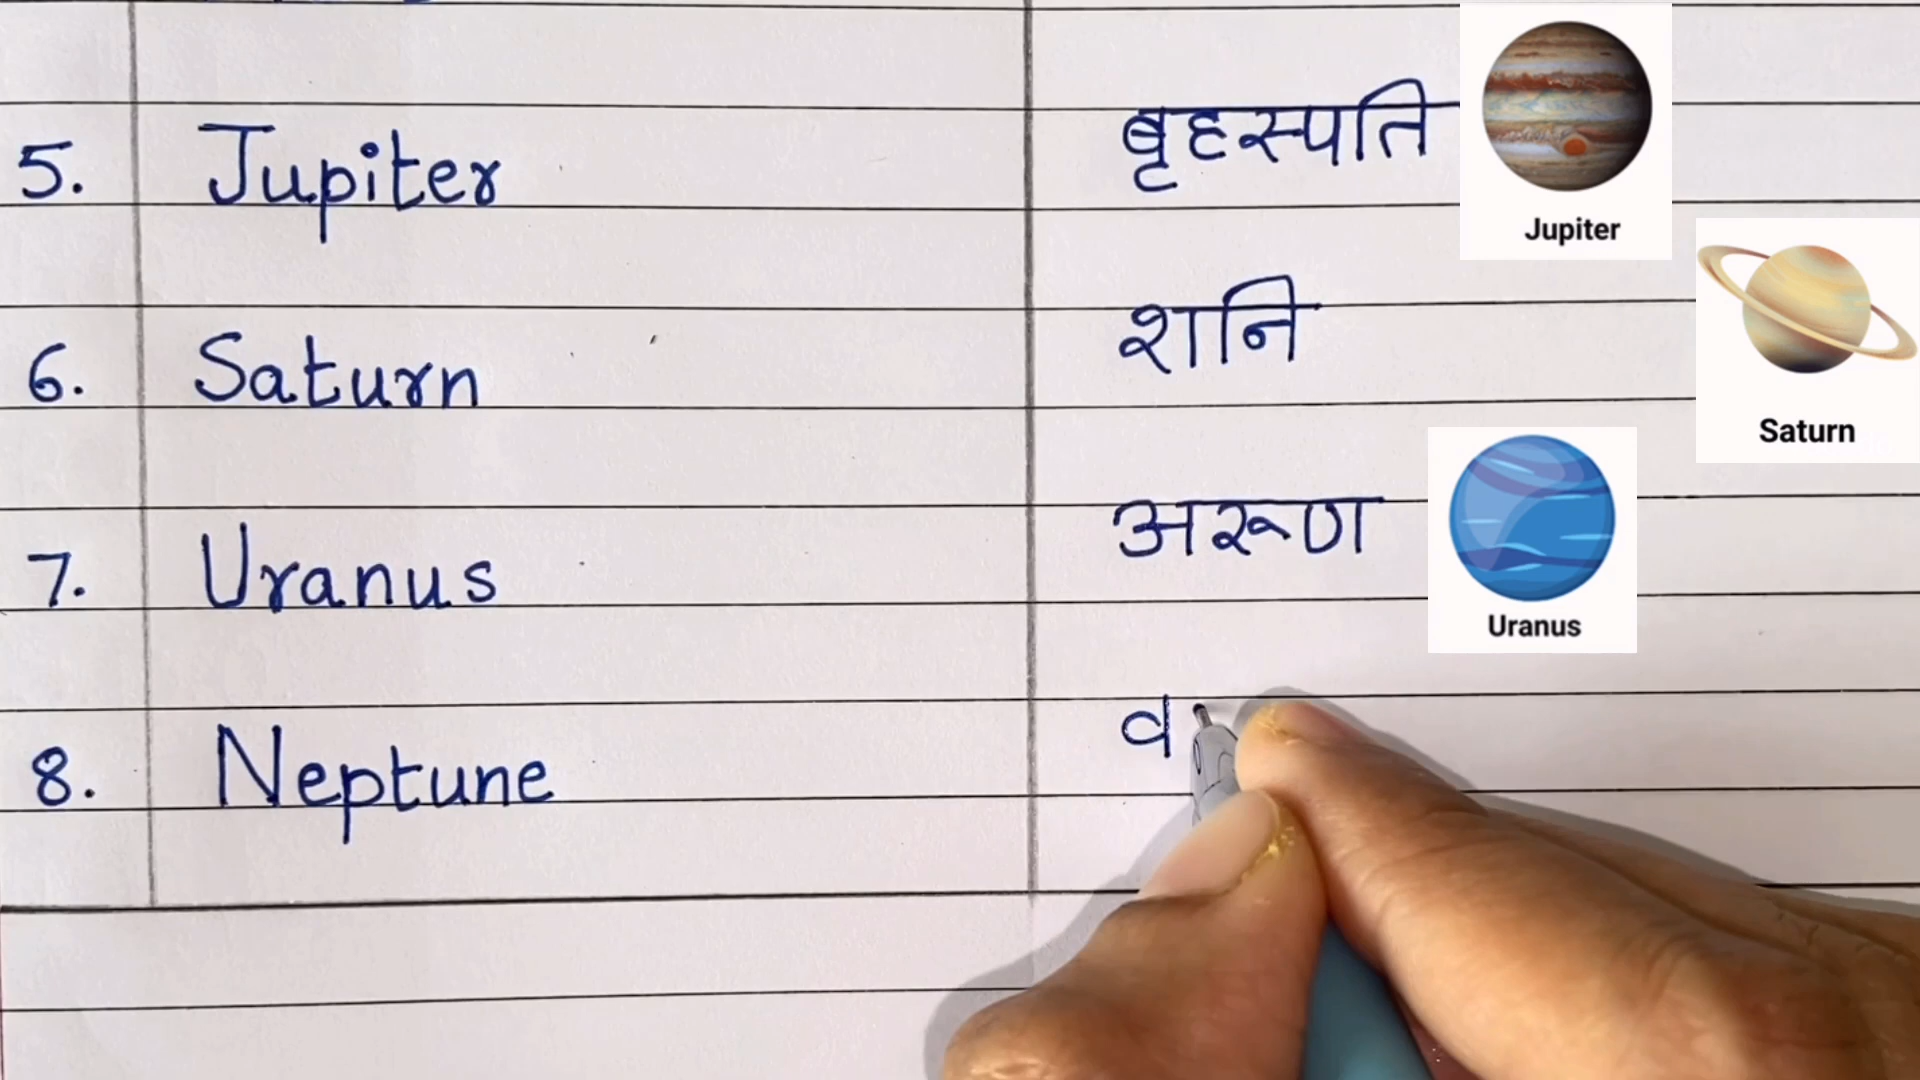 5. Jupiter बृहस्पति
Jupiter
6. Saturn शनि
Saturn
7. Uranus अरूण
Uranus
8. Neptune व